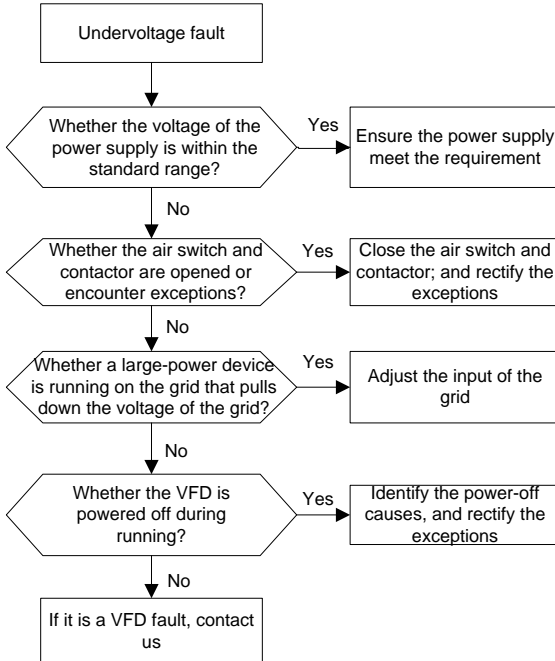 Undervoltage fault
Whether the voltage of the
power supply is within the
standard range?
Yes
Ensure the power supply
meet the requirement
No
Whether the air switch and
contactor are opened or
encounter exceptions?
Yes
Close the air switch and
contactor; and rectify the
exceptions
No
Whether a large-power device
is running on the grid that pulls
down the voltage of the grid?
Yes
Adjust the input of the
grid
No
Whether the VFD is
powered off during
running?
Yes
Identify the power-off
causes, and rectify the
exceptions
No
If it is a VFD fault, contact
us